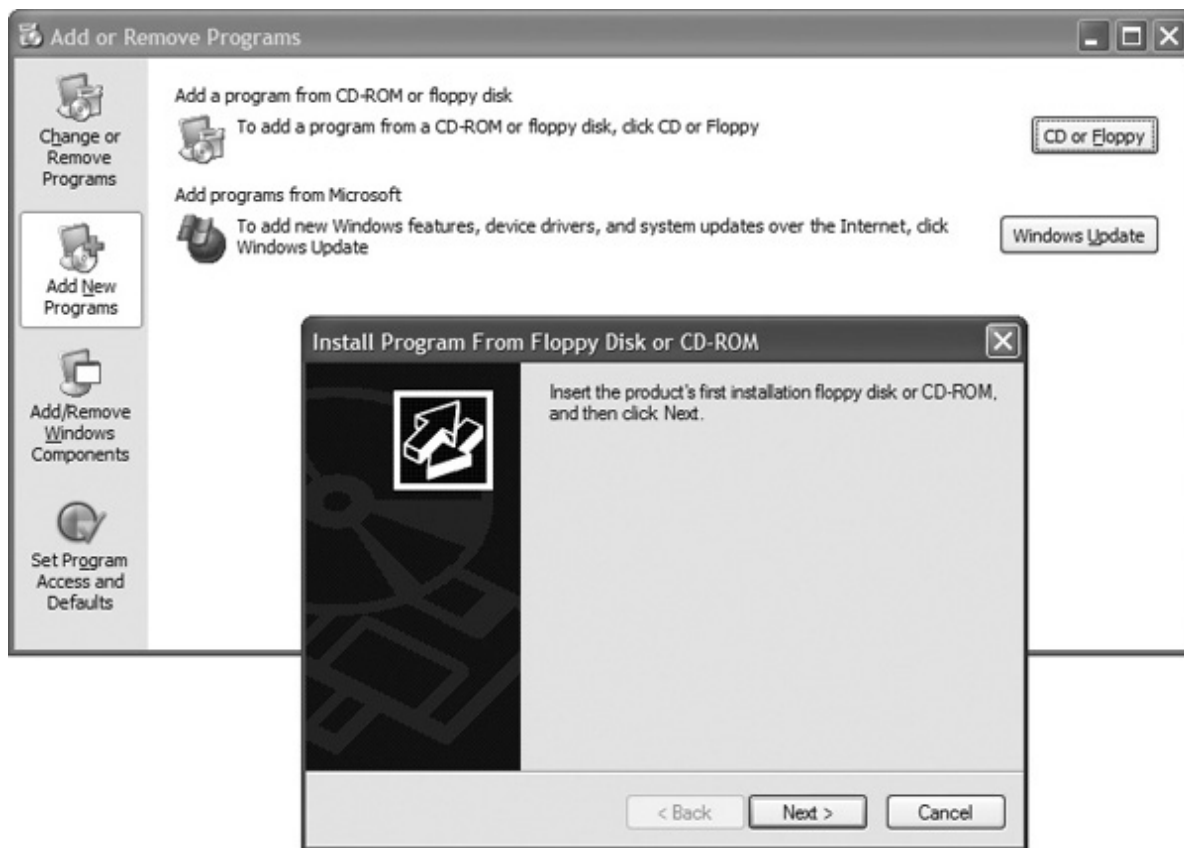 Add or Remove Programs
Change or
Remove
Programs
Add New
Programs
Add/Remove
Windows
Components
Set Program
Access and
Defaults
Add a program from CD-ROM or floppy disk
To add a program from a CD-ROM or floppy disk, click CD or Floppy
CD or Floppy
Add programs from Microsoft
To add new Windows features, device drivers, and system updates over the Internet, click
Windows Update
Windows Update
Install Program From Floppy Disk or CD-ROM
Insert the product's first installation floppy disk or CD-ROM,
and then click Next.
< Back
Next >
Cancel